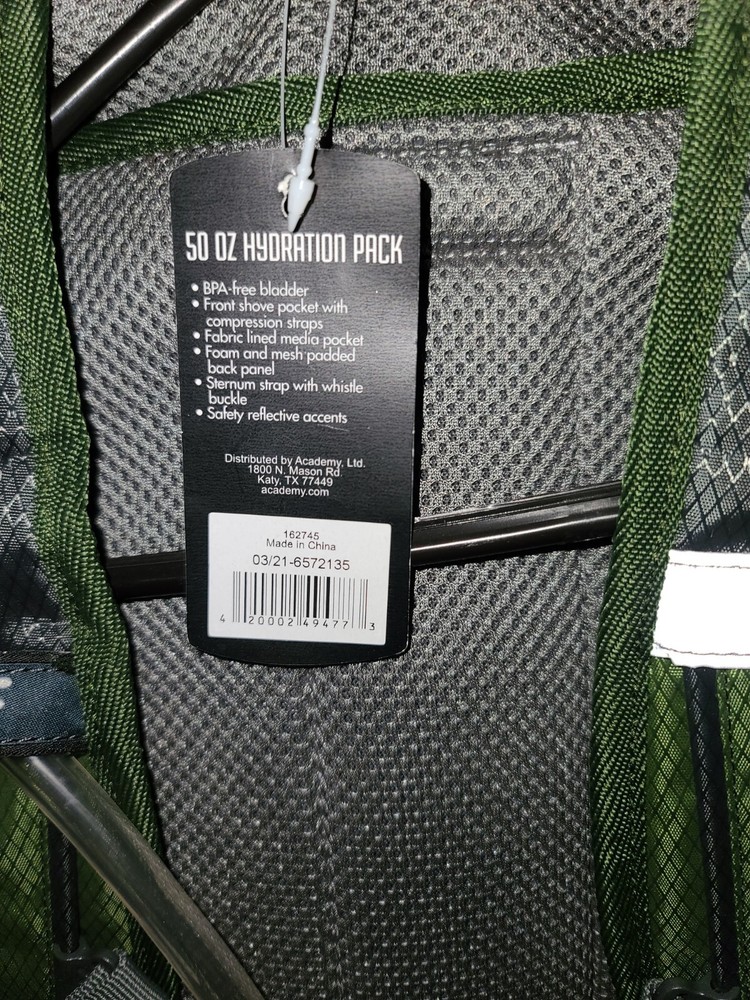 50 OZ HYDRATION PACK
• BPA-free bladder
• Front shove pocket with
compression straps
• Fabric lined media pocket
• Foam and mesh padded
back panel
• Sternum strap with whistle
buckle
• Safety reflective accents
Distributed by Academy, Ltd.
1800 N. Mason Rd.
Katy, TX 77449
academy.com
162745
Made in China
03/21-6572135
4 20002 49477 3